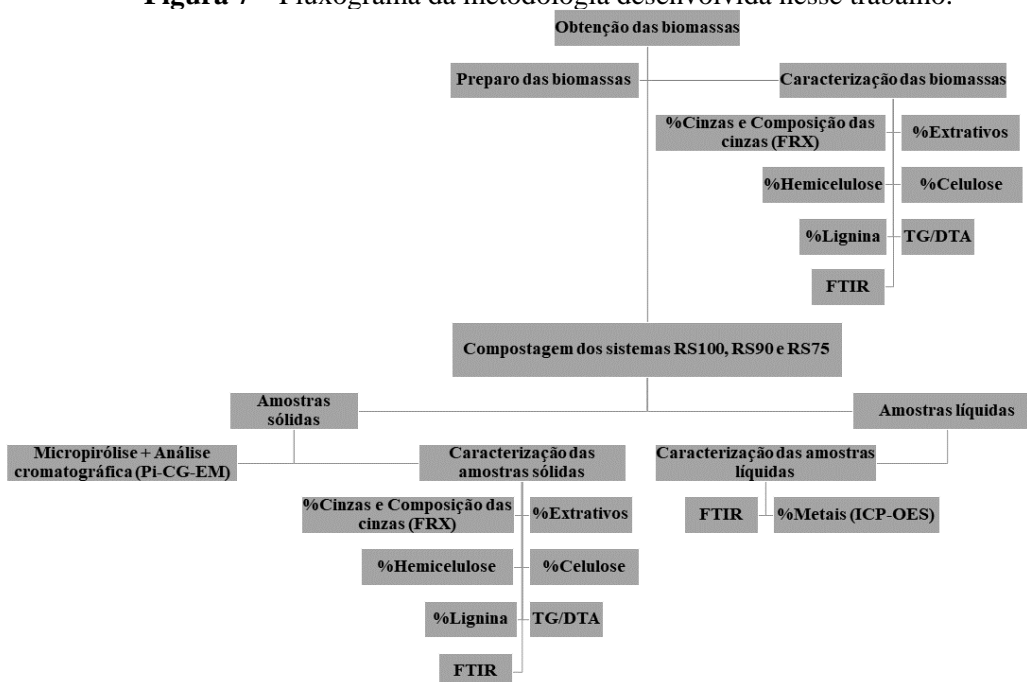 Figura 7 – Fluxograma da metodologia desenvolvida nesse trabalho.
Obtenção das biomassas
Preparo das biomassas
Caracterização das biomassas
%Cinzas e Composição das
cinzas (FRX)
%Extrativos
%Hemicelulose
%Celulose
%Lignina
TG/DTA
FTIR
Compostagem dos sistemas RS100, RS90 e RS75
Amostras
sólidas
Amostras líquidas
Micropirólise + Análise
cromatográfica (Pi-CG-EM)
Caracterização das
amostras sólidas
Caracterização das amostras
líquidas
%Cinzas e Composição das
cinzas (FRX)
%Extrativos
FTIR
%Metais (ICP-OES)
%Hemicelulose
%Celulose
%Lignina
TG/DTA
FTIR